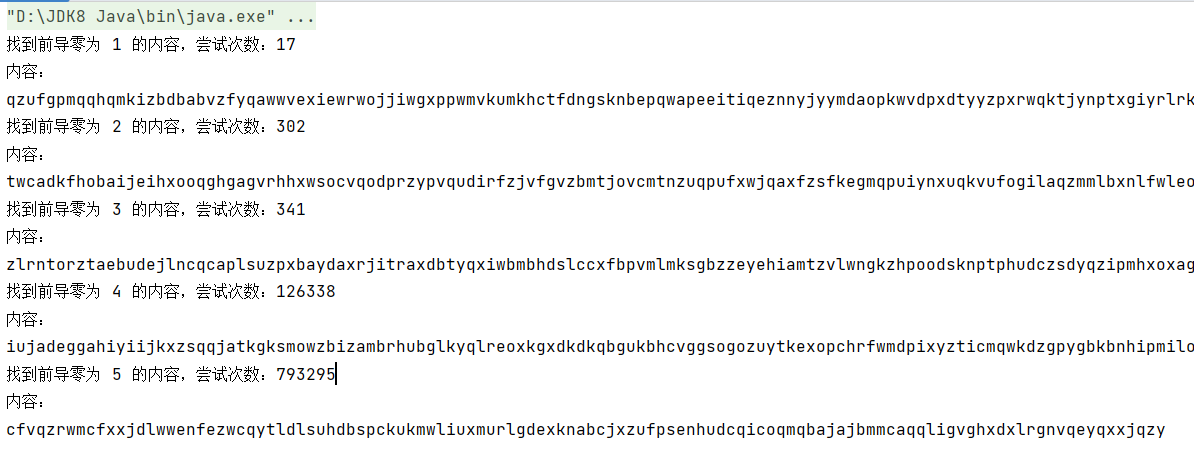 "D:\JDK8 Java\bin\java.exe" ...
找到前导零为 1 的内容，尝试次数：17
内容：
qzufgpmqqhqmkizbdbabvzfyqawwvexiewrwojjiwgxppwmvkumkhctfdngsknbepqwapeeitiqeznnyjyymdaopkwvdpxdtyyzpxrwqktjynptxgiyrlrk
找到前导零为 2 的内容，尝试次数：302
内容：
twcadkfhobaijeihxooqghgagvrhhxwsocvqodprzypvqudirfzjvfgvzbmtjovcmtnzuqpufxwjqaxfzsfkegmqpuiynxuqkvufogilaqzmmlbxnlfwleo
找到前导零为 3 的内容，尝试次数：341
内容：
zlrntorztaebudejlncqcaplsuzpxbaydaxrjitraxdbtyqxiwbmbhdslccxfbpvmlmksgbzzeyehiamtzvlwngkzhpoodsknptphudczsdyqzipmhxoxag
找到前导零为 4 的内容，尝试次数：126338
内容：
iujadeggahiyiijkxzsqqjatkgksmowzbizambrhubglkyqlreoxkgxdkdkqbgukbhcvggsogozuytkexopchrfwmdpixyzticmqwkdzgpygbkbnhipmilo
找到前导零为 5 的内容，尝试次数：793295
内容：
cfvqzrwmcfxxjdlwwenfezwcqytldlsuhdbspckukmwliuxmurlgdexknabcjxzufpsenhudcqicoqmqbajajbmmcaqqligvghxdxlrgnvqeyqxxjqzy